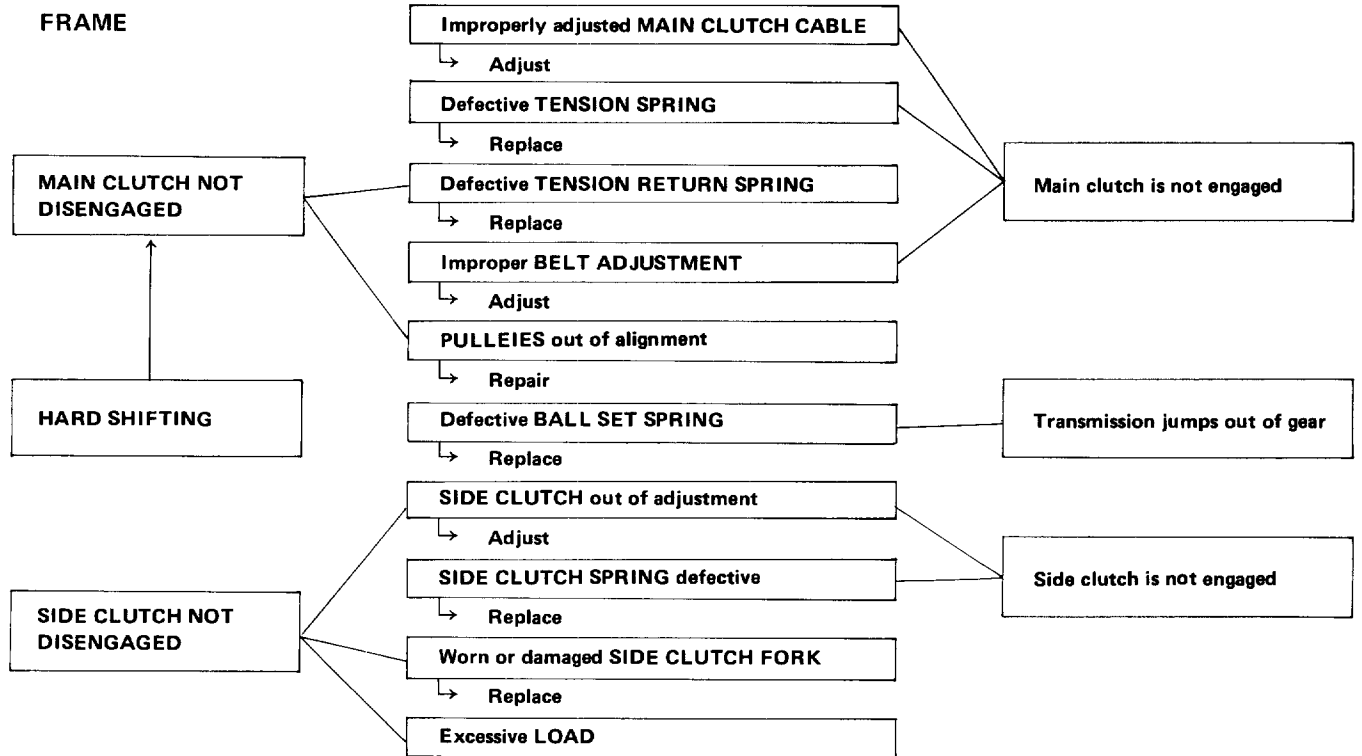 FRAME
Improperly adjusted MAIN CLUTCH CABLE
Adjust
Defective TENSION SPRING
Replace
MAIN CLUTCH NOT
DISENGAGED
Defective TENSION RETURN SPRING
Replace
Main clutch is not engaged
Improper BELT ADJUSTMENT
Adjust
PULLEIES out of alignment
Repair
HARD SHIFTING
Defective BALL SET SPRING
Replace
Transmission jumps out of gear
SIDE CLUTCH out of adjustment
Adjust
SIDE CLUTCH SPRING defective
Replace
Side clutch is not engaged
SIDE CLUTCH NOT
DISENGAGED
Worn or damaged SIDE CLUTCH FORK
Replace
Excessive LOAD